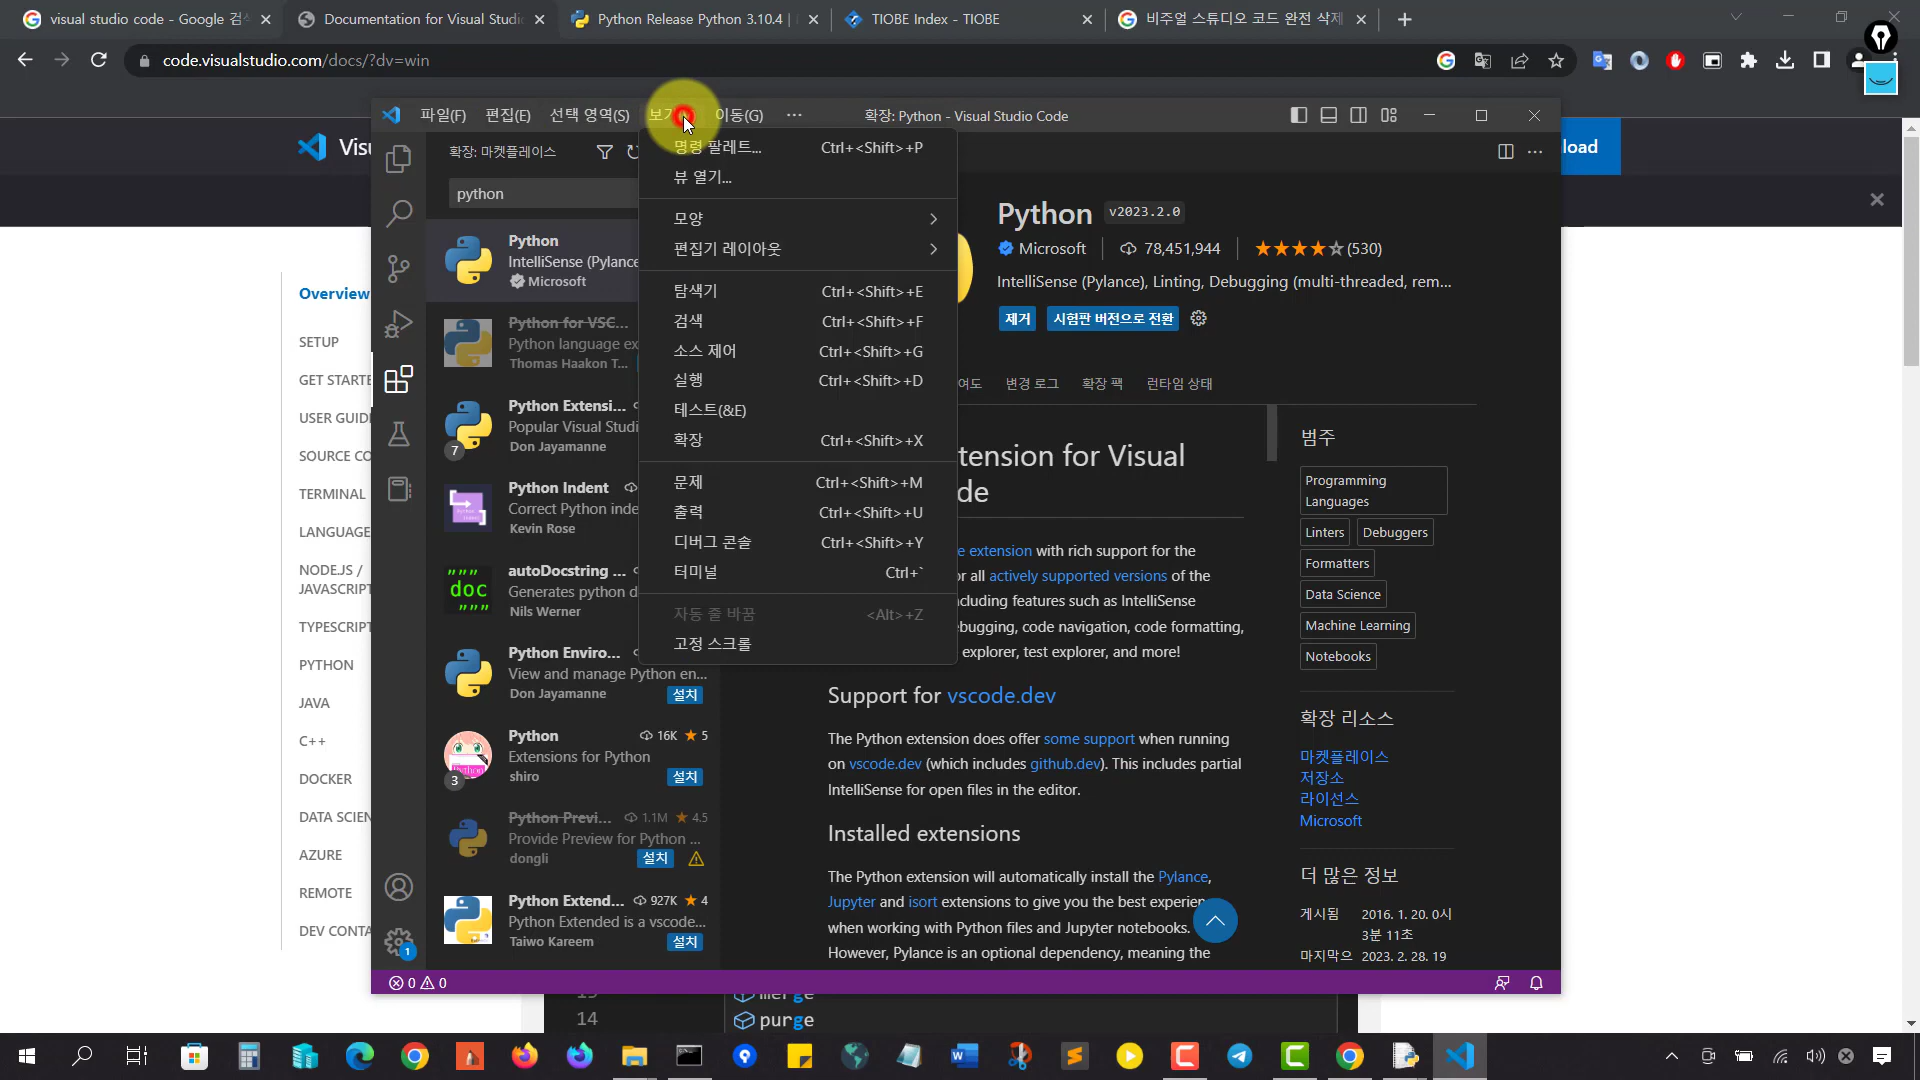 visual studio code - Google 검색
Documentation for Visual Studi
Python Release Python 3.10.4 |
TIOBE Index - TIOBE
비주얼 스튜디오 코드 완전 삭제
code.visualstudio.com/docs/?dv=win
Visu
load
파일(F) 편집(E) 선택 영역(S) 보기 이동(G) ···
확장: Python - Visual Studio Code
확장: 마켓플레이스
python
명령 팔레트... Ctrl+<Shift>+P
뷰 열기...
모양
편집기 레이아웃
탐색기 Ctrl+<Shift>+E
검색 Ctrl+<Shift>+F
소스 제어 Ctrl+<Shift>+G
실행 Ctrl+<Shift>+D
테스트(&E)
확장 Ctrl+<Shift>+X
문제 Ctrl+<Shift>+M
출력 Ctrl+<Shift>+U
디버그 콘솔 Ctrl+<Shift>+Y
터미널 Ctrl+`
자동 줄 바꿈 <Alt>+Z
고정 스크롤
Overview
SETUP
GET STARTE
USER GUIDE
SOURCE CO
TERMINAL
LANGUAGE
NODE.JS /
JAVASCRIPT
TYPESCRIPT
PYTHON
JAVA
C++
DOCKER
DATA SCIEN
AZURE
REMOTE
DEV CONTA
Python
IntelliSense (Pylance
Microsoft
Python for VSC...
Python language ex
Thomas Haakon T...
Python Extensi...
Popular Visual Studi
Don Jayamanne
7
Python Indent
Correct Python inde
Kevin Rose
""" doc """
autoDocstring ...
Generates python d
Nils Werner
Python Enviro...
View and manage Python en...
Don Jayamanne 설치
Python 16K 5
Extensions for Python
shiro 설치
3
Python Previ... 1.1M 4.5
Provide Preview for Python ...
dongli 설치
Python Extend... 927K 4
Python Extended is a vscode...
Taiwo Kareem 설치
1
Python v2023.2.0
Microsoft 78,451,944 (530)
IntelliSense (Pylance), Linting, Debugging (multi-threaded, rem...
제거 시험판 버전으로 전환
여도 변경 로그 확장 팩 런타임 상태
tension for Visual
de
e extension with rich support for the
or all actively supported versions of the
cluding features such as IntelliSense
ebugging, code navigation, code formatting,
explorer, test explorer, and more!
Support for vscode.dev
The Python extension does offer some support when running
on vscode.dev (which includes github.dev). This includes partial
IntelliSense for open files in the editor.
Installed extensions
The Python extension will automatically install the Pylance,
Jupyter and isort extensions to give you the best experien
when working with Python files and Jupyter notebooks.
However, Pylance is an optional dependency, meaning the
범주
Programming
Languages
Linters Debuggers
Formatters
Data Science
Machine Learning
Notebooks
확장 리소스
마켓플레이스
저장소
라이선스
Microsoft
더 많은 정보
게시됨 2016. 1. 20. 0시
3분 11초
마지막으 2023. 2. 28. 19
0 0
merge
14 purge